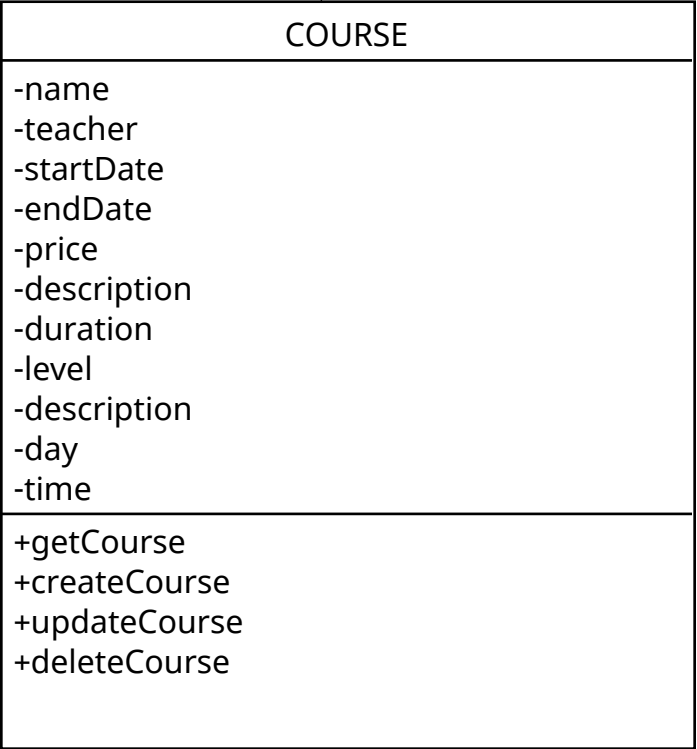 COURSE
-name
-teacher
-startDate
-endDate
-price
-description
-duration
-level
-description
-day
-time
+getCourse
+createCourse
+updateCourse
+deleteCourse